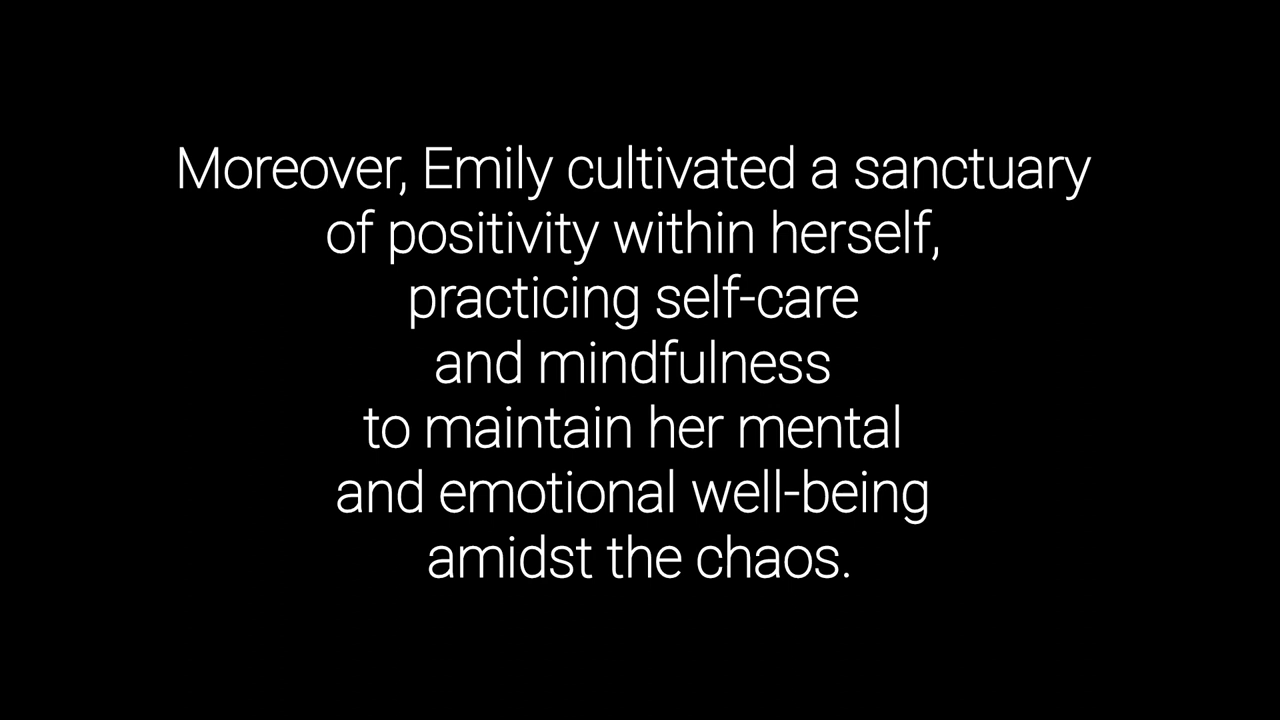 Moreover, Emily cultivated a sanctuary
of positivity within herself,
practicing self-care
and mindfulness
to maintain her mental
and emotional well-being
amidst the chaos.